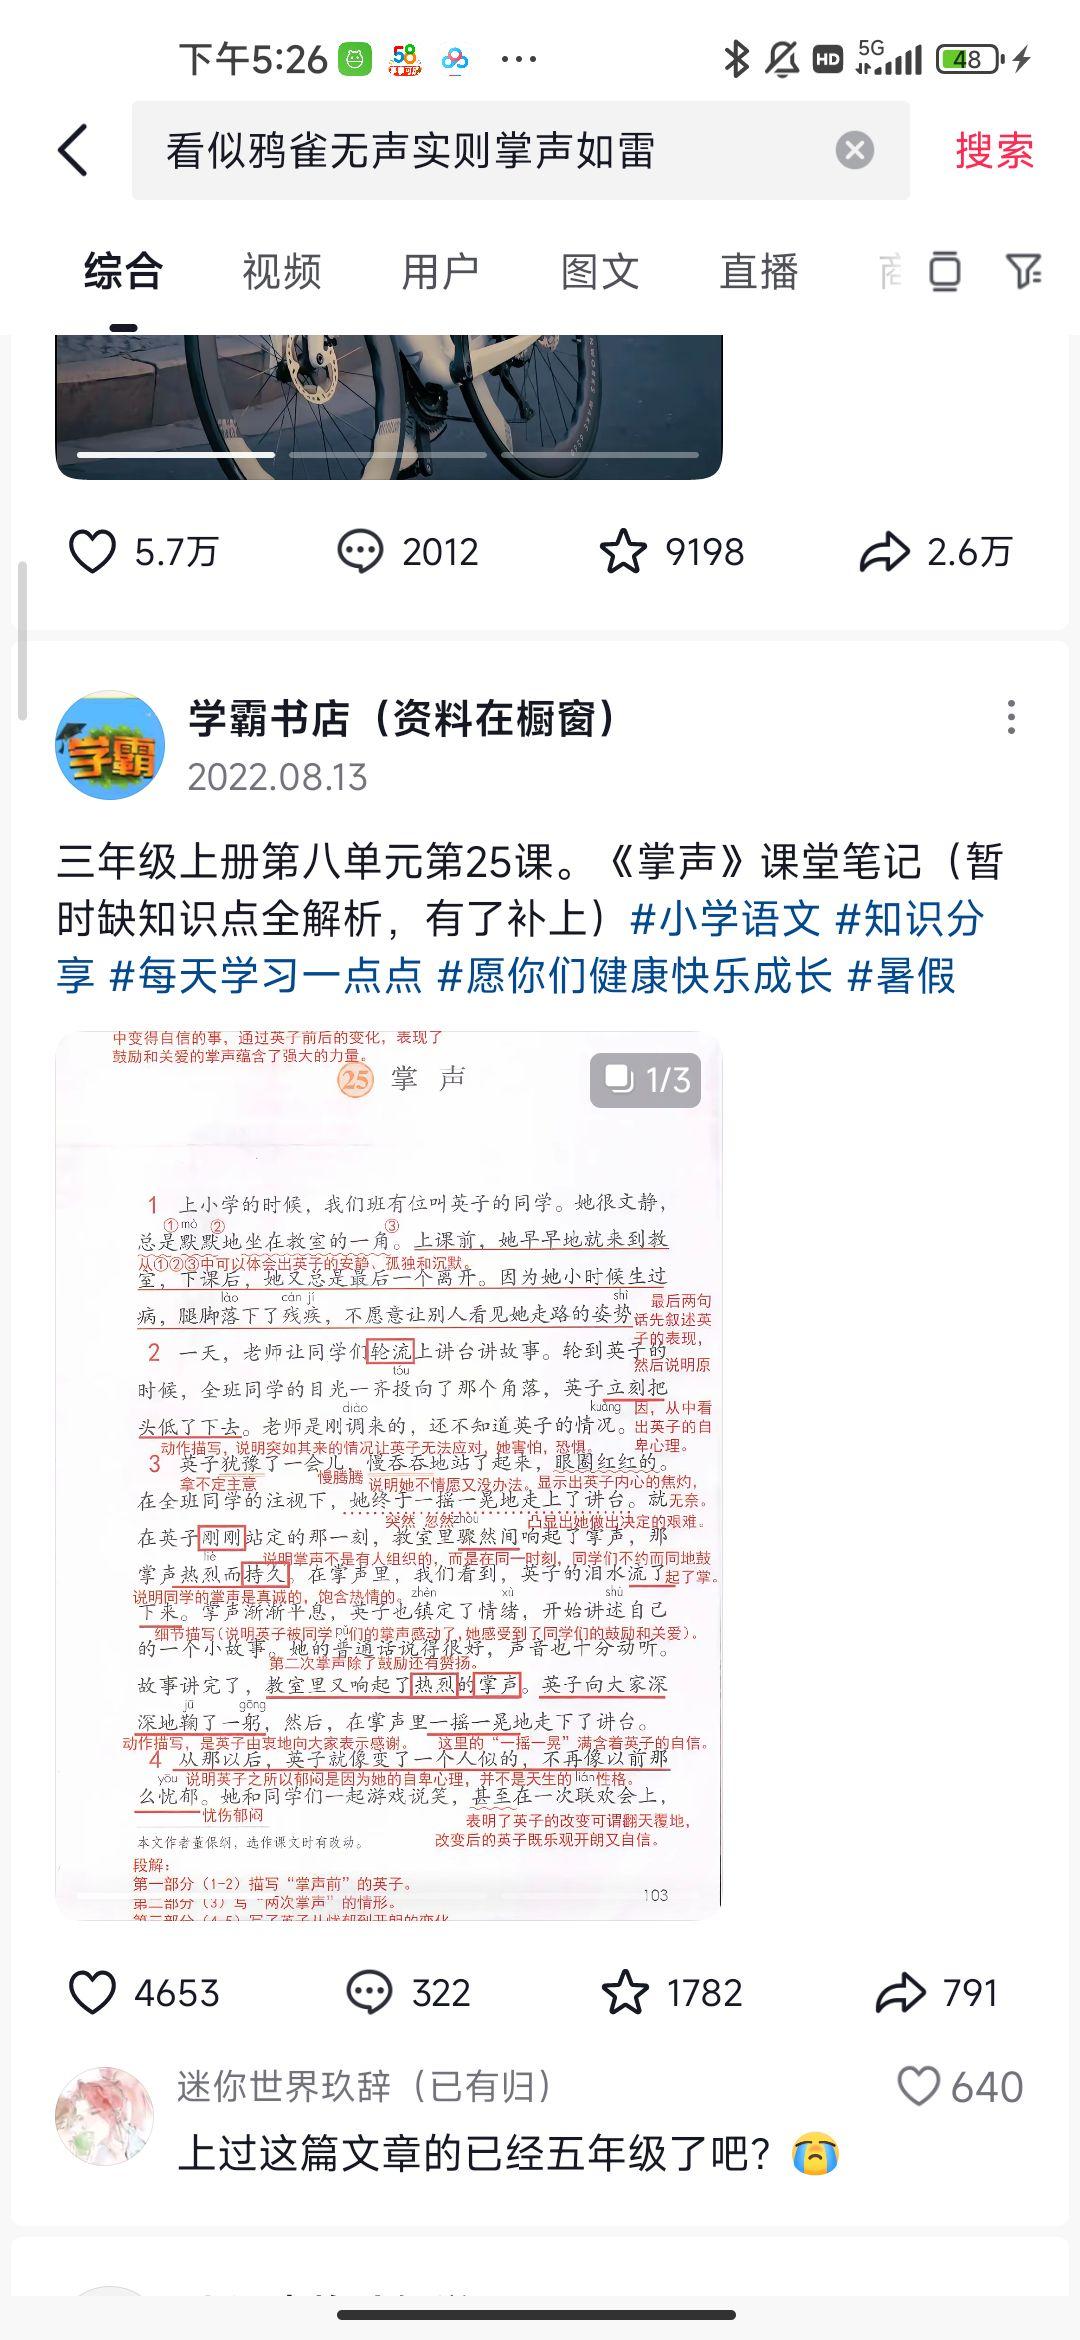 下午5:26
58
HD
5G
48
看似鸦雀无声实则掌声如雷
搜索
综合 视频 用户 图文 直播
5.7万 2012 9198 2.6万
学霸
学霸书店（资料在橱窗）
2022.08.13
三年级上册第八单元第25课。《掌声》课堂笔记（暂
时缺知识点全解析，有了补上）#小学语文 #知识分
享 #每天学习一点点 #愿你们健康快乐成长 #暑假
中变得自信的事，通过英子前后的变化，表现了
鼓励和关爱的掌声蕴含了强大的力量。
25 掌 声
1/3
1 上小学的时候，我们班有位叫英子的同学。她很文静，
①mò ② ③
总是默默地坐在教室的一角。上课前，她早早地就来到教
从①②③中可以体会出英子的安静、孤独和沉默。
室，下课后，她又总是最后一个离开。因为她小时候生过
lào cán jí shì
最后两句
病，腿脚落下了残疾，不愿意让别人看见她走路的姿势。
话先叙述英
子的表现，
2 一天，老师让同学们轮流上讲台讲故事。轮到英子的
然后说明原
tóu
时候，全班同学的目光一齐投向了那个角落，英子立刻把
diào kuàng
因，从中看
头低了下去。老师是刚调来的，还不知道英子的情况。
出英子的自
卑心理。
动作描写，说明突如其来的情况让英子无法应对，她害怕，恐惧。
3 英子犹豫了一会儿，慢吞吞地站了起来，眼圈红红的。
拿不定主意 慢腾腾 说明她不情愿又没办法。显示出英子内心的焦灼，
在全班同学的注视下，她终于一摇一晃地走上了讲台。就
无奈。
突然 忽然zhòu 凸显出她做出决定的艰难。
在英子刚刚站定的那一刻，教室里骤然间响起了掌声，那
liè 说明掌声不是有人组织的，而是在同一时刻，同学们不约而同地鼓
掌声热烈而持久。在掌声里，我们看到，英子的泪水流了
起了掌。
说明同学的掌声是真诚的，饱含热情的。 zhèn xù shù
下来。掌声渐渐平息，英子也镇定了情绪，开始讲述自己
细节描写（说明英子被同学pǔ们的掌声感动了，她感受到了同学们的鼓励和关爱）。
的一个小故事。她的普通话说得很好，声音也十分动听。
第二次掌声除了鼓励还有赞扬。
故事讲完了，教室里又响起了热烈的掌声。英子向大家深
jū gōng
深地鞠了一躬，然后，在掌声里一摇一晃地走下了讲台。
动作描写，是英子由衷地向大家表示感谢。 这里的“一摇一晃”满含着英子的自信。
4 从那以后，英子就像变了一个人似的，不再像以前那
yōu 说明英子之所以郁闷是因为她的自卑心理，并不是天生的lián性格。
么忧郁。她和同学们一起游戏说笑，甚至在一次联欢会上，
忧伤郁闷
表明了英子的改变可谓翻天覆地，
改变后的英子既乐观开朗又自信。
本文作者董保纲，选作课文时有改动。
段解：
第一部分（1-2）描写“掌声前”的英子。
第二部分（3）写“两次掌声”的情形。
第三部分（4-5）写了英子从忧郁到开朗的变化
103
4653 322 1782 791
迷你世界玖辞（已有归） 640
上过这篇文章的已经五年级了吧？